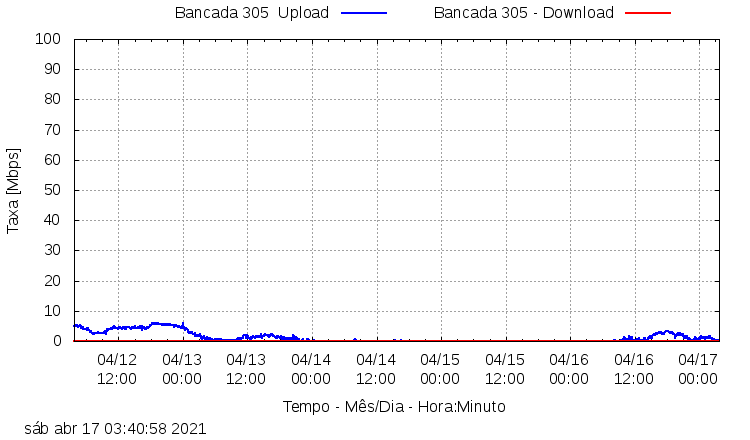 Bancada 305  Upload
Bancada 305 - Download
100
90
80
70
60
50
40
30
20
10
0
Taxa [Mbps]
04/12 04/13 04/13 04/14 04/14 04/15 04/15 04/16 04/16 04/17
12:00 00:00 12:00 00:00 12:00 00:00 12:00 00:00 12:00 00:00
Tempo - Mês/Dia - Hora:Minuto
sáb abr 17 03:40:58 2021